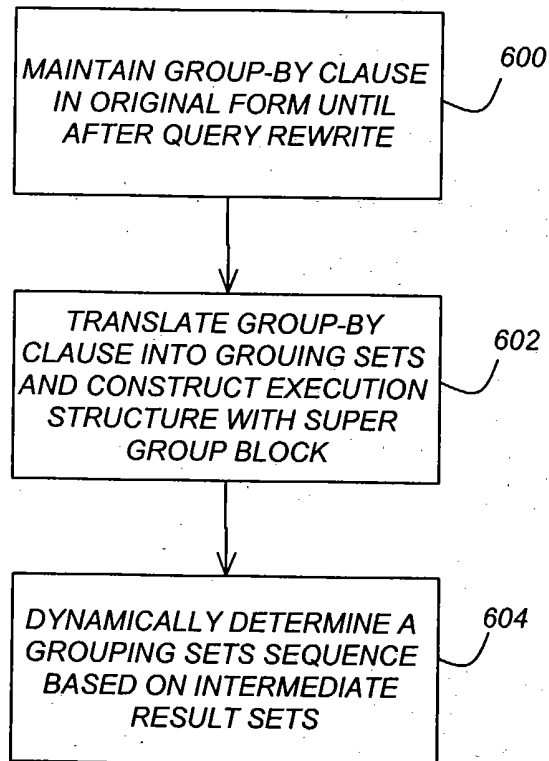 MAINTAIN GROUP-BY CLAUSE
IN ORIGINAL FORM UNTIL
AFTER QUERY REWRITE
600
TRANSLATE GROUP-BY
CLAUSE INTO GROUING SETS
AND CONSTRUCT EXECUTION
STRUCTURE WITH SUPER
GROUP BLOCK
602
DYNAMICALLY DETERMINE A
GROUPING SETS SEQUENCE
BASED ON INTERMEDIATE
RESULT SETS
604